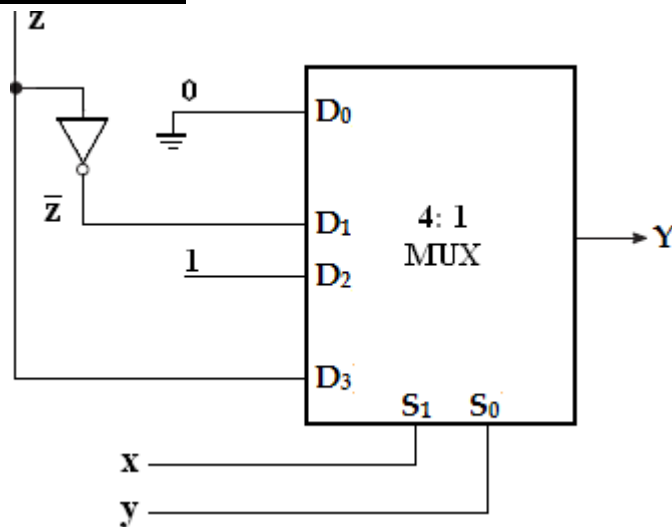 z
0
D₀
z̄
D₁
4: 1
MUX
Y
1
D₂
D₃
S₁ S₀
x
y